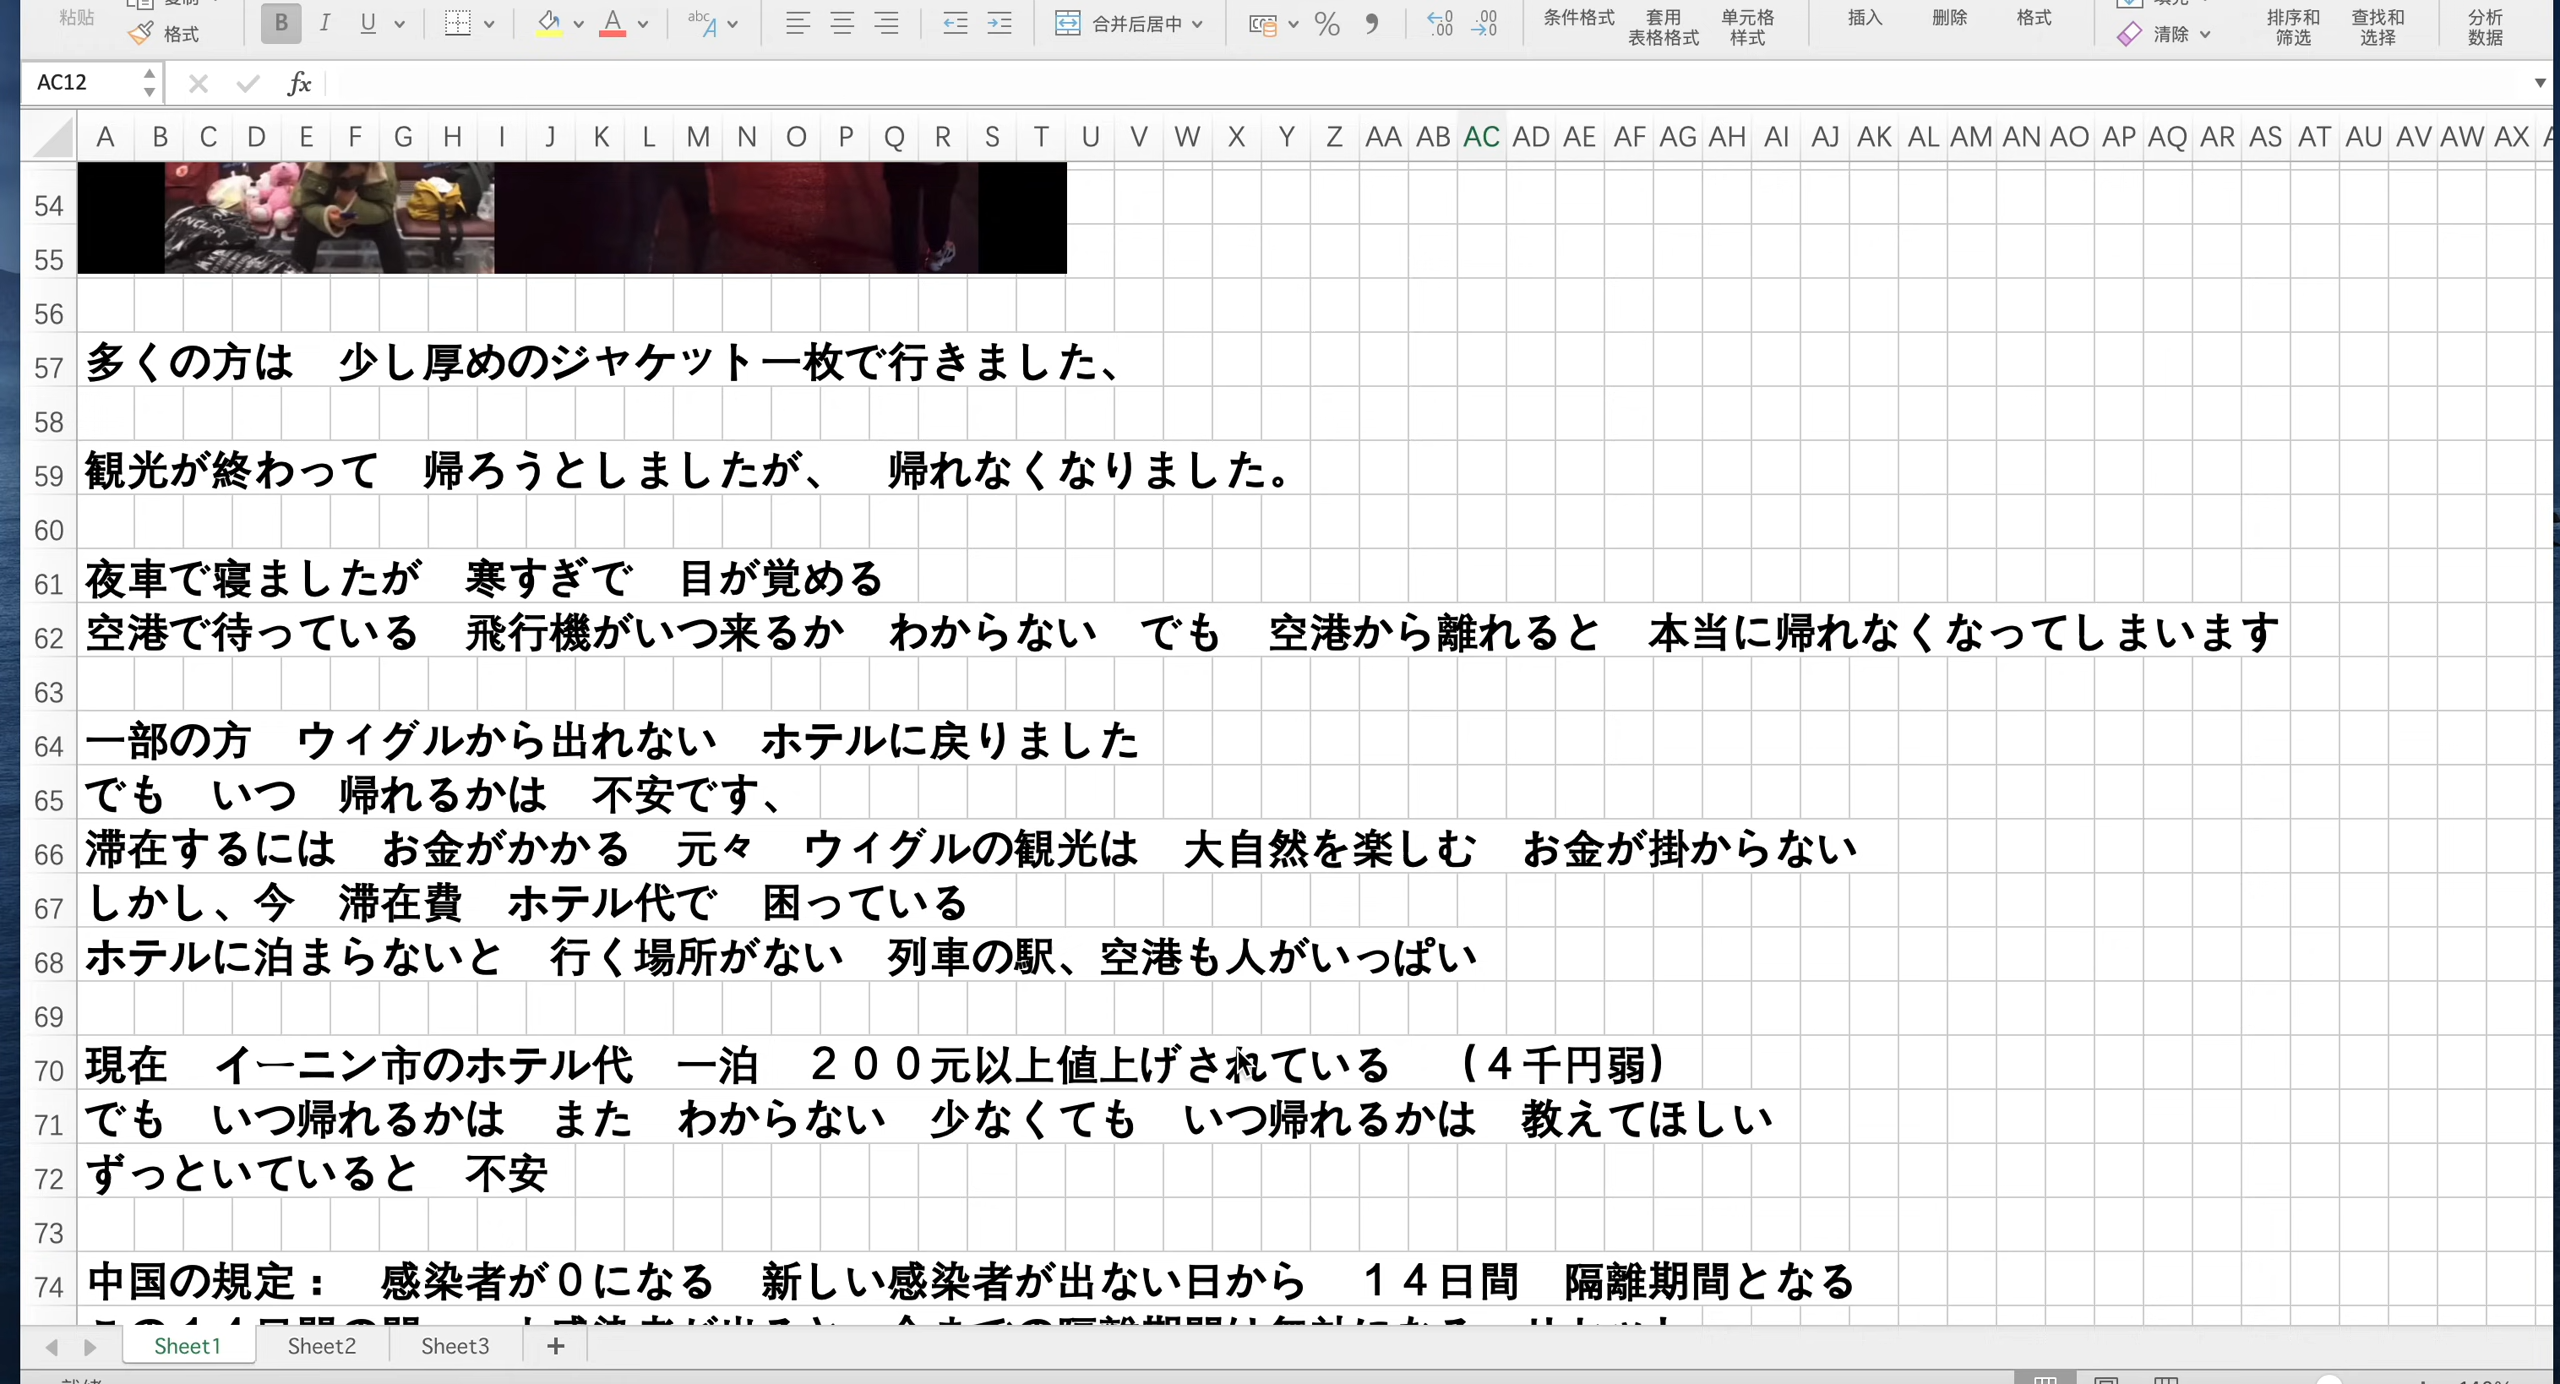 粘贴
复制
格式
B I U
A
abc A
合并后居中
%
.0 .00
.00 .0
条件格式
套用
表格格式
单元格
样式
插入
删除
格式
清除
排序和
筛选
查找和
选择
分析
数据
AC12
fx
A B C D E F G H I J K L M N O P Q R S T U V W X Y Z AA AB AC AD AE AF AG AH AI AJ AK AL AM AN AO AP AQ AR AS AT AU AV AW AX
54
55
56
57 多くの方は　少し厚めのジャケット一枚で行きました、
58
59 観光が終わって　帰ろうとしましたが、　帰れなくなりました。
60
61 夜車で寝ましたが　寒すぎで　目が覚める
62 空港で待っている　飛行機がいつ来るか　わからない　でも　空港から離れると　本当に帰れなくなってしまいます
63
64 一部の方　ウィグルから出れない　ホテルに戻りました
65 でも　いつ　帰れるかは　不安です、
66 滞在するには　お金がかかる　元々　ウィグルの観光は　大自然を楽しむ　お金が掛からない
67 しかし、今　滞在費　ホテル代で　困っている
68 ホテルに泊まらないと　行く場所がない　列車の駅、空港も人がいっぱい
69
70 現在　イーニン市のホテル代　一泊　２００元以上値上げされている　（４千円弱）
71 でも　いつ帰れるかは　また　わからない　少なくても　いつ帰れるかは　教えてほしい
72 ずっといていると　不安
73
74 中国の規定：　感染者が０になる　新しい感染者が出ない日から　１４日間　隔離期間となる
Sheet1 Sheet2 Sheet3 +